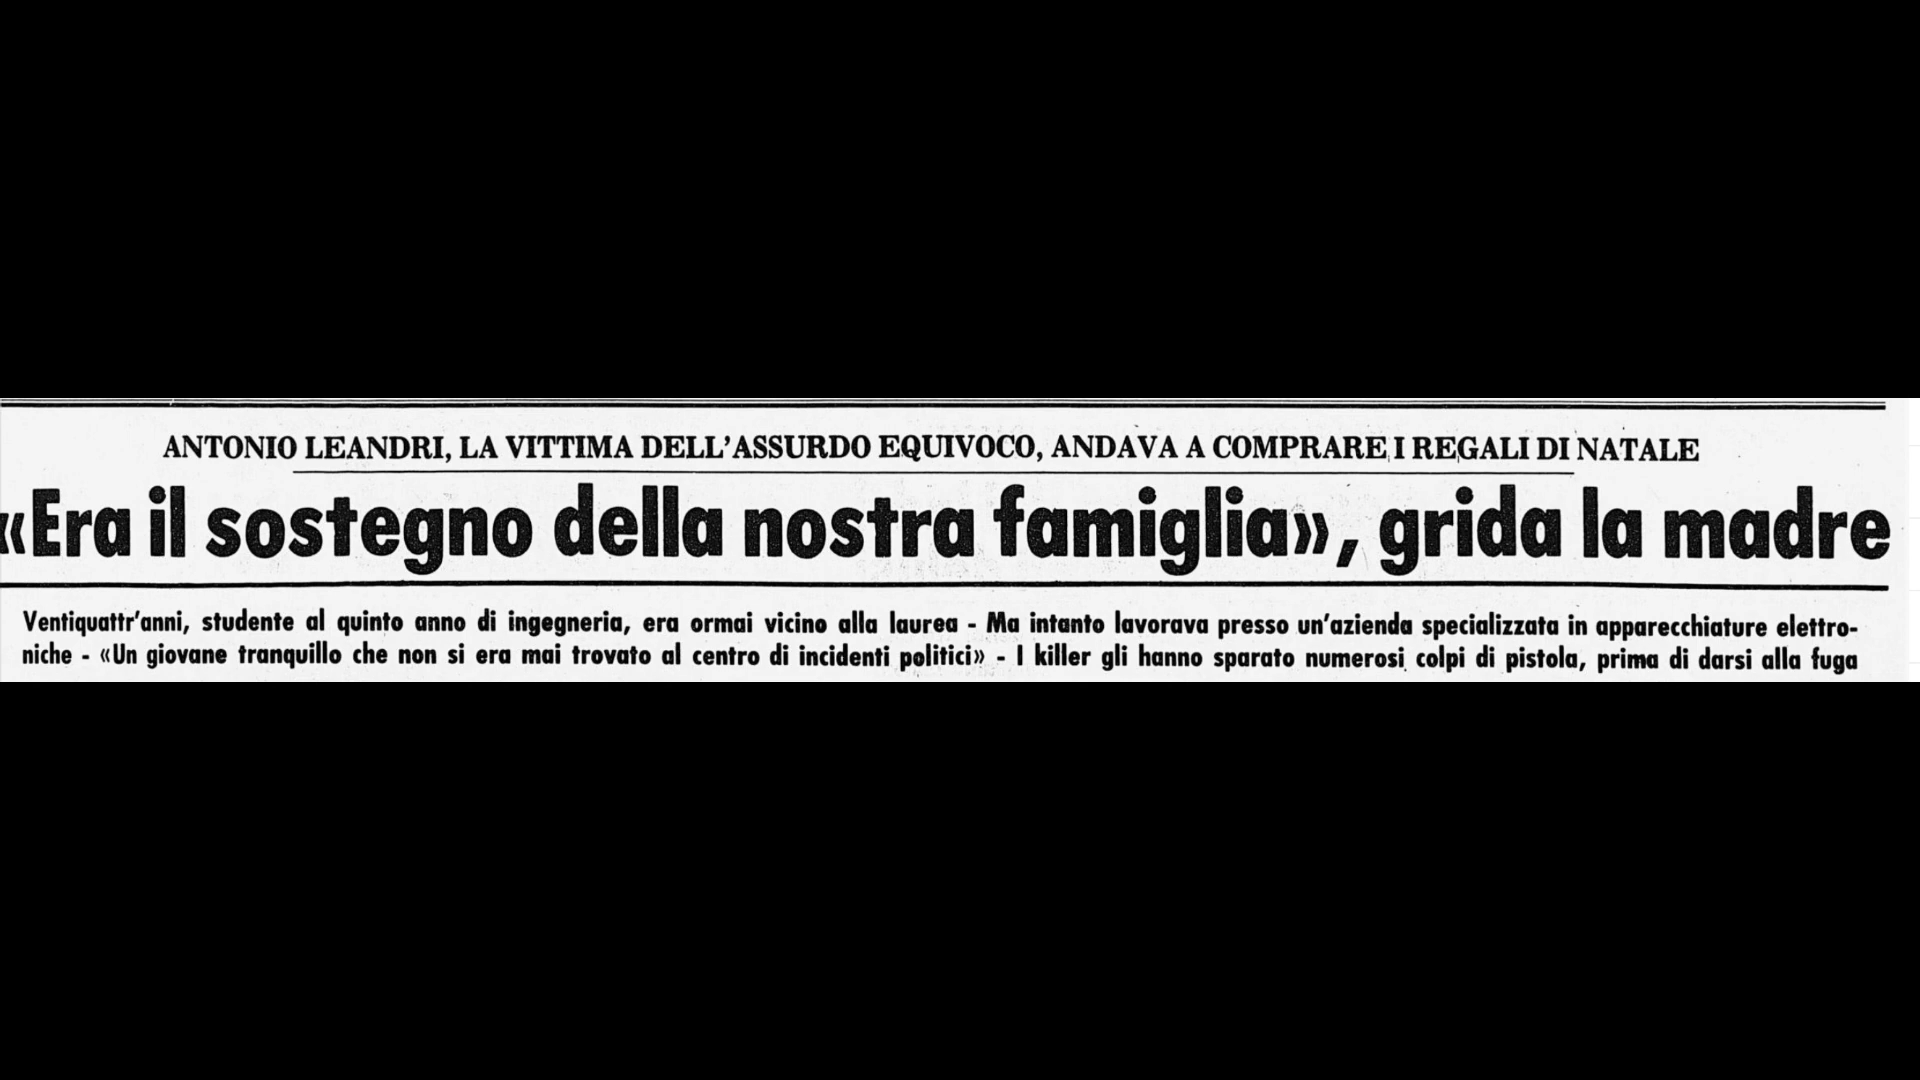 ANTONIO LEANDRI, LA VITTIMA DELL'ASSURDO EQUIVOCO, ANDAVA A COMPRARE I REGALI DI NATALE
«Era il sostegno della nostra famiglia», grida la madre
Ventiquattr'anni, studente al quinto anno di ingegneria, era ormai vicino alla laurea - Ma intanto lavorava presso un'azienda specializzata in apparecchiature elettro-
niche - «Un giovane tranquillo che non si era mai trovato al centro di incidenti politici» - I killer gli hanno sparato numerosi colpi di pistola, prima di darsi alla fuga